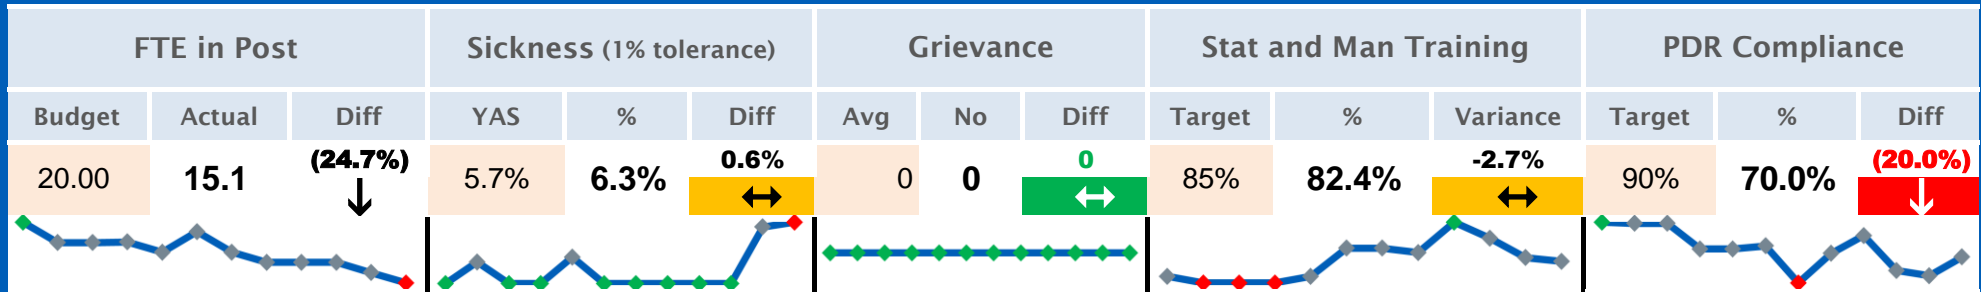 FTE in Post Sickness (1% tolerance) Grievance Stat and Man Training PDR Compliance
Budget Actual Diff YAS % Diff Avg No Diff Target % Variance Target % Diff
20.00 15.1 (24.7%) 5.7% 6.3% 0.6% 0 0 0 85% 82.4% -2.7% 90% 70.0% (20.0%)